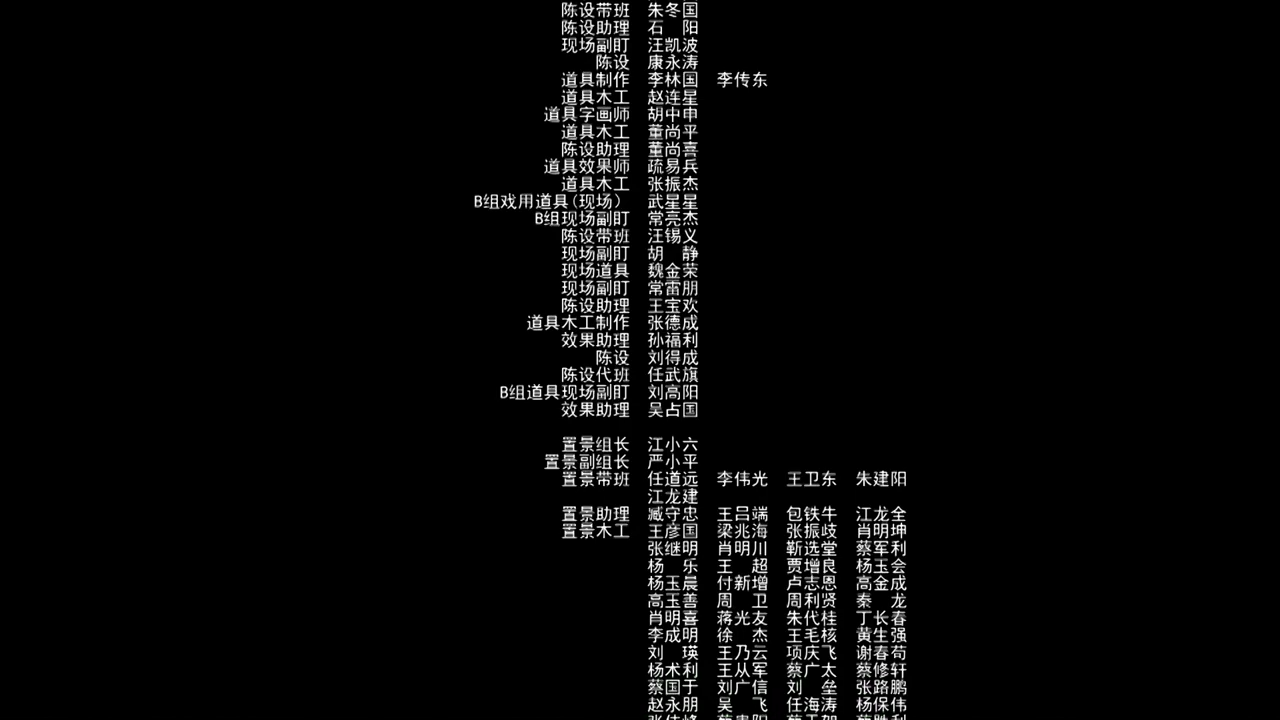 陈设带班 朱冬国
陈设助理 石 阳
现场副盯 汪凯波
陈设 康永涛
道具制作 李林国 李传东
道具木工 赵连星
道具字画师 胡中申
道具木工 董尚平
陈设助理 董尚喜
道具效果师 疏易兵
道具木工 张振杰
B组戏用道具(现场) 武星星
B组现场副盯 常亮杰
陈设带班 汪锡义
现场副盯 胡 静
现场道具 魏金荣
现场副盯 常雷朋
陈设助理 王宝欢
道具木工制作 张德成
效果助理 孙福利
陈设 刘得成
陈设代班 任武旗
B组道具现场副盯 刘高阳
效果助理 吴占国
置景组长 江小六
置景副组长 严小平
置景带班 任道远 李伟光 王卫东 朱建阳
江龙建
置景助理 臧守忠 王吕端 包铁牛 江龙全
置景木工 王彦国 梁兆海 张振歧 肖明坤
张继明 肖明川 靳选堂 蔡军利
杨 乐 王 超 贾增良 杨玉会
杨玉晨 付新增 卢志恩 高金成
高玉善 周 卫 周利贤 秦 龙
肖明喜 蒋光友 朱代桂 丁长春
李成明 徐 杰 王毛核 黄生强
刘 瑛 王乃云 项庆飞 谢春苟
杨术利 王从军 蔡广太 蔡修轩
蔡国于 刘广信 刘 垒 张路鹏
赵永朋 吴 飞 任海涛 杨保伟